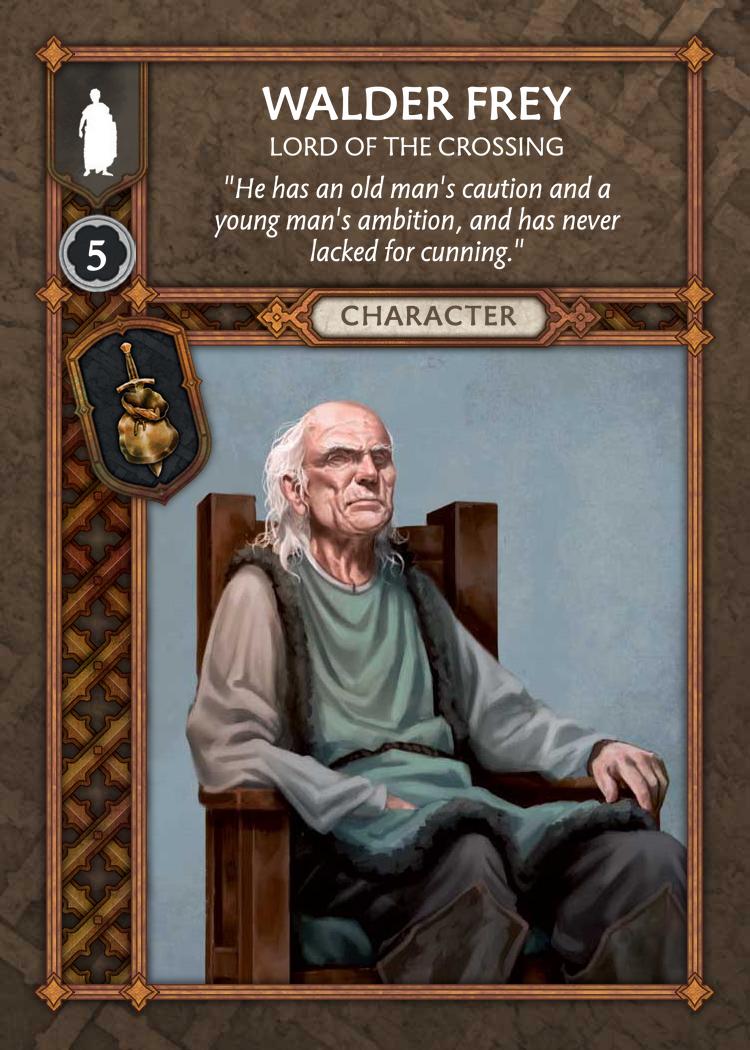 WALDER FREY
LORD OF THE CROSSING
"He has an old man's caution and a
young man's ambition, and has never
lacked for cunning."
5
CHARACTER